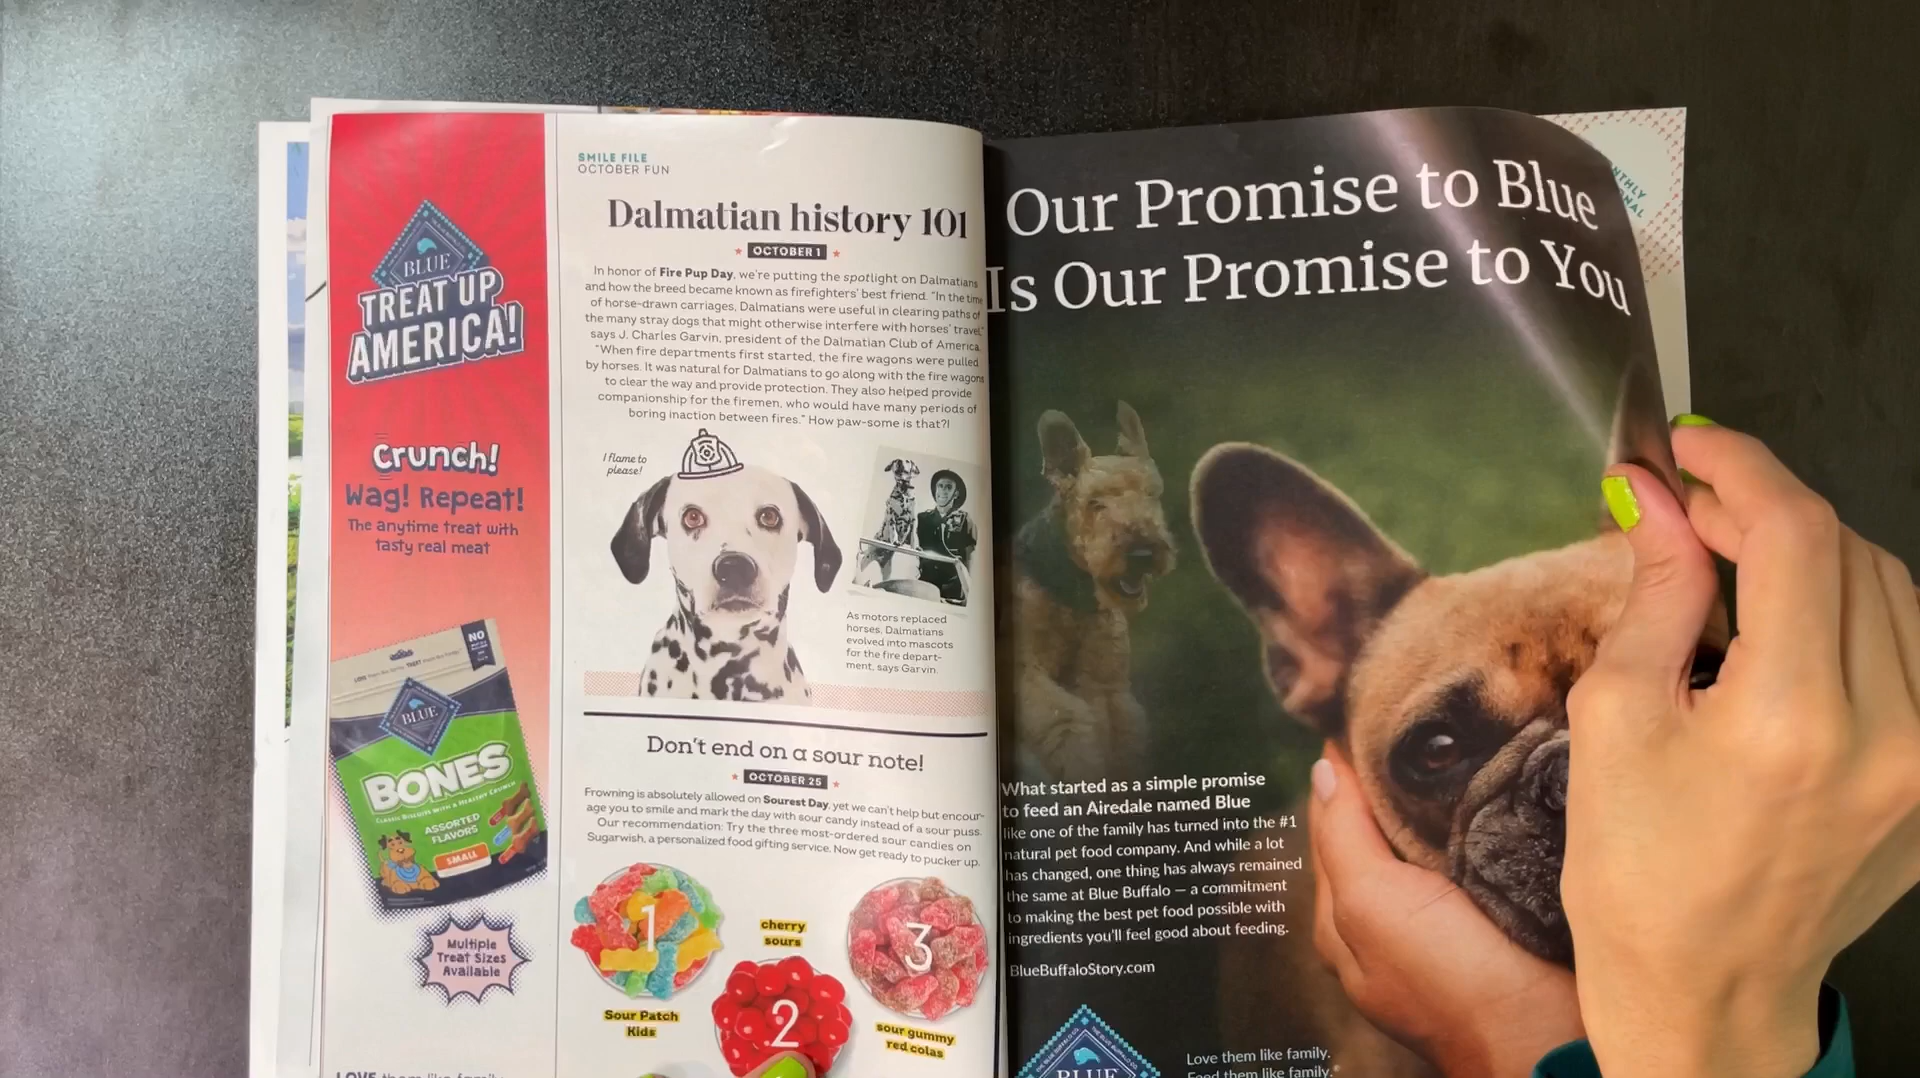 BLUE
TREAT UP
AMERICA!
Crunch!
Wag! Repeat!
The anytime treat with
tasty real meat
NO
BLUE
BONES
CLASSIC BISCUITS WITH A HEALTHY CRUNCH
ASSORTED
FLAVORS
SMALL
Multiple
Treat Sizes
Available
LOVE them like family
SMILE FILE
OCTOBER FUN
Dalmatian history 101
OCTOBER 1
In honor of Fire Pup Day, we're putting the spotlight on Dalmatians
and how the breed became known as firefighters' best friend. "In the time
of horse-drawn carriages, Dalmatians were useful in clearing paths of
the many stray dogs that might otherwise interfere with horses' travel,"
says J. Charles Garvin, president of the Dalmatian Club of America.
"When fire departments first started, the fire wagons were pulled
by horses. It was natural for Dalmatians to go along with the fire wagons
to clear the way and provide protection. They also helped provide
companionship for the firemen, who would have many periods of
boring inaction between fires." How paw-some is that?!
I flame to
please!
As motors replaced
horses, Dalmatians
evolved into mascots
for the fire depart-
ment, says Garvin.
Don't end on a sour note!
OCTOBER 25
Frowning is absolutely allowed on Sourest Day, yet we can't help but encour-
age you to smile and mark the day with sour candy instead of a sour puss.
Our recommendation: Try the three most-ordered sour candies on
Sugarwish, a personalized food gifting service. Now get ready to pucker up.
1
Sour Patch
Kids
cherry
sours
2
3
sour gummy
red colas
Our Promise to Blue
Is Our Promise to You
What started as a simple promise
to feed an Airedale named Blue
like one of the family has turned into the #1
natural pet food company. And while a lot
has changed, one thing has always remained
the same at Blue Buffalo — a commitment
to making the best pet food possible with
ingredients you'll feel good about feeding.
BlueBuffaloStory.com
BLUE
Love them like family.
Feed them like family.